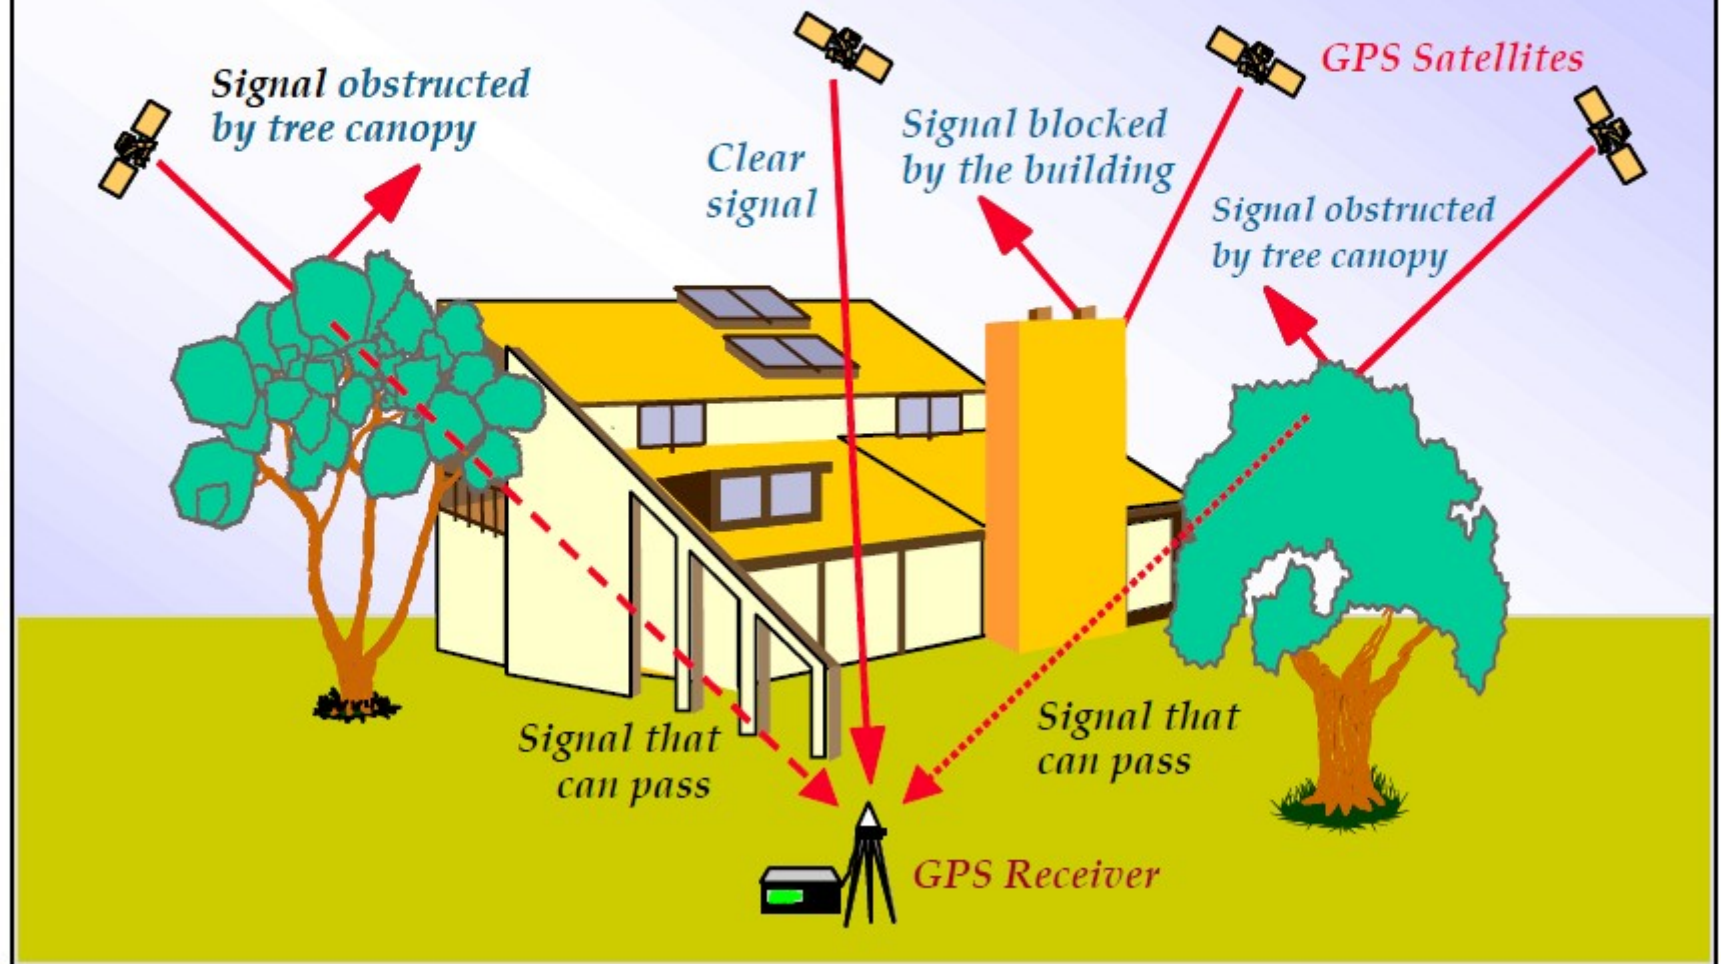 Signal obstructed
by tree canopy
Clear
signal
Signal blocked
by the building
GPS Satellites
Signal obstructed
by tree canopy
Signal that
can pass
Signal that
can pass
GPS Receiver